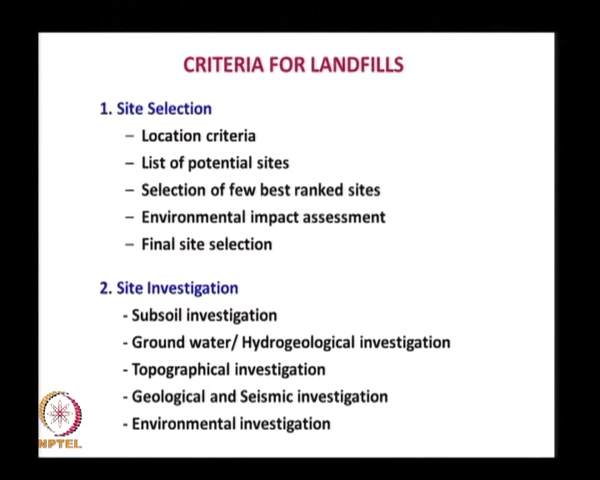 CRITERIA FOR LANDFILLS
1. Site Selection
– Location criteria
– List of potential sites
– Selection of few best ranked sites
– Environmental impact assessment
– Final site selection
2. Site Investigation
- Subsoil investigation
- Ground water/ Hydrogeological investigation
- Topographical investigation
- Geological and Seismic investigation
- Environmental investigation
NPTEL